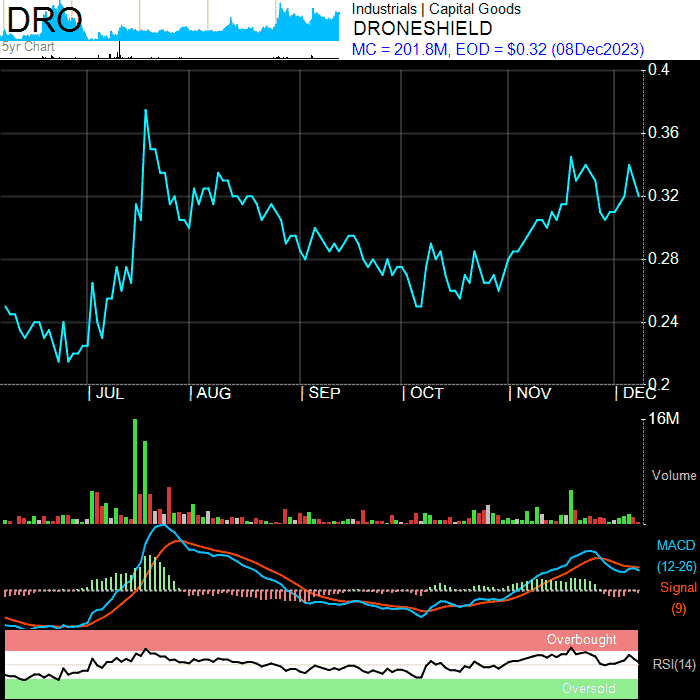 DRO
5yr Chart
Industrials | Capital Goods
DRONESHIELD
MC = 201.8M, EOD = $0.32 (08Dec2023)
0.4
0.36
0.32
0.28
0.24
0.2
| JUL | AUG | SEP | OCT | NOV | DEC
16M
Volume
MACD
(12-26)
Signal
(9)
Overbought
RSI(14)
Oversold